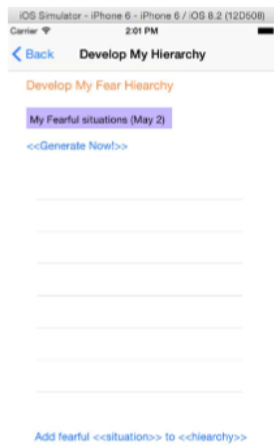 iOS Simulator - iPhone 6 - iPhone 6 / iOS 8.2 (12D508)
Carrier 2:01 PM
Back Develop My Hierarchy
Develop My Fear Hiearchy
My Fearful situations (May 2)
<<Generate Now!>>
Add fearful <<situation>> to <<hiearchy>>